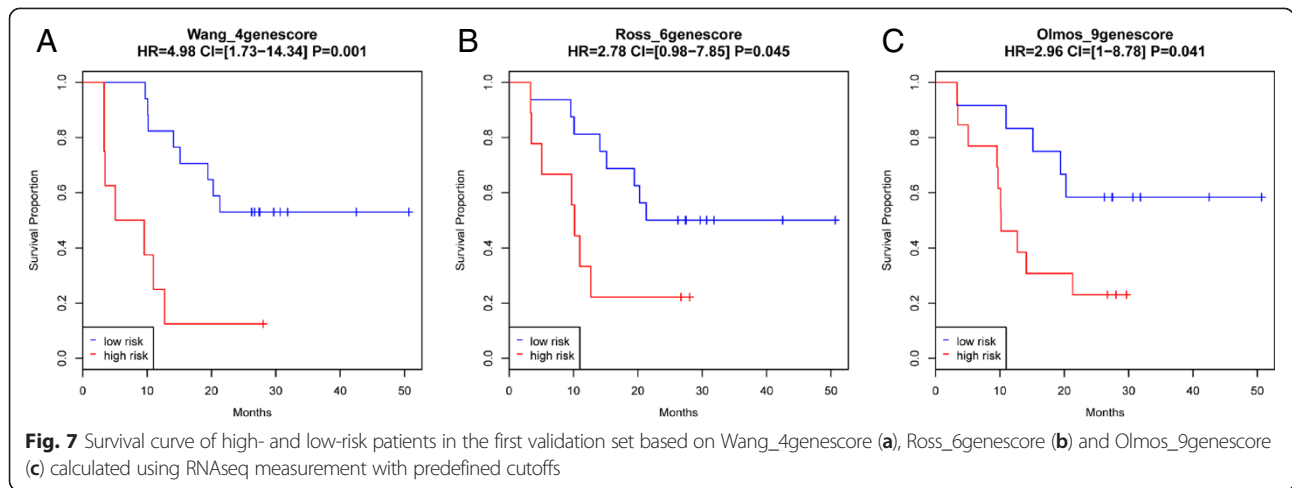 A
Wang_4genescore
HR=4.98 CI=[1.73−14.34] P=0.001
Survival Proportion
1.0
0.8
0.6
0.4
0.2
0.0
low risk
high risk
0 10 20 30 40 50
Months
B
Ross_6genescore
HR=2.78 CI=[0.98−7.85] P=0.045
Survival Proportion
1.0
0.8
0.6
0.4
0.2
0.0
low risk
high risk
0 10 20 30 40 50
Months
C
Olmos_9genescore
HR=2.96 CI=[1−8.78] P=0.041
Survival Proportion
1.0
0.8
0.6
0.4
0.2
0.0
low risk
high risk
0 10 20 30 40 50
Months
Fig. 7 Survival curve of high- and low-risk patients in the first validation set based on Wang_4genescore (a), Ross_6genescore (b) and Olmos_9genescore
(c) calculated using RNAseq measurement with predefined cutoffs